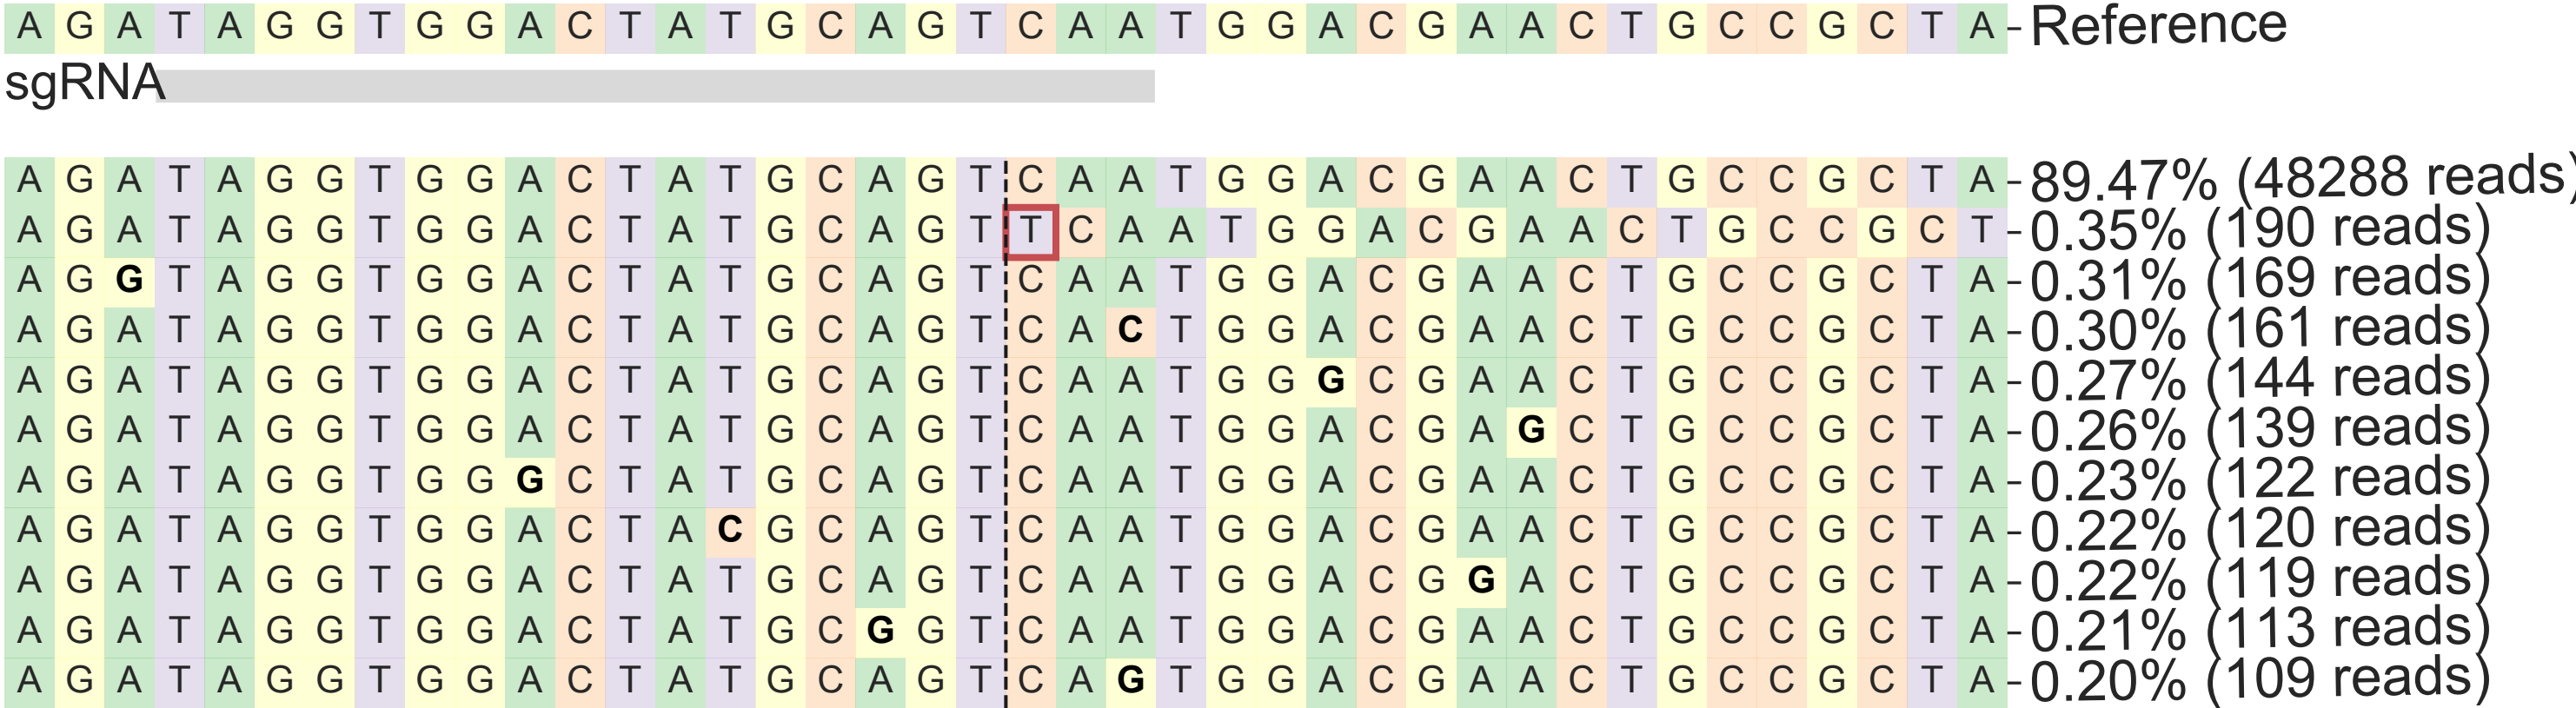 A G A T A G G T G G A C T A T G C A G T C A A T G G A C G A A C T G C C G C T A - Reference
sgRNA
A G A T A G G T G G A C T A T G C A G T C A A T G G A C G A A C T G C C G C T A - 89.47% (48288 reads)
A G A T A G G T G G A C T A T G C A G T T C A A T G G A C G A A C T G C C G C T - 0.35% (190 reads)
A G G T A G G T G G A C T A T G C A G T C A A T G G A C G A A C T G C C G C T A - 0.31% (169 reads)
A G A T A G G T G G A C T A T G C A G T C A C T G G A C G A A C T G C C G C T A - 0.30% (161 reads)
A G A T A G G T G G A C T A T G C A G T C A A T G G G C G A A C T G C C G C T A - 0.27% (144 reads)
A G A T A G G T G G A C T A T G C A G T C A A T G G A C G A G C T G C C G C T A - 0.26% (139 reads)
A G A T A G G T G G G C T A T G C A G T C A A T G G A C G A A C T G C C G C T A - 0.23% (122 reads)
A G A T A G G T G G A C T A C G C A G T C A A T G G A C G A A C T G C C G C T A - 0.22% (120 reads)
A G A T A G G T G G A C T A T G C A G T C A A T G G A C G G A C T G C C G C T A - 0.22% (119 reads)
A G A T A G G T G G A C T A T G C G G T C A A T G G A C G A A C T G C C G C T A - 0.21% (113 reads)
A G A T A G G T G G A C T A T G C A G T C A G T G G A C G A A C T G C C G C T A - 0.20% (109 reads)